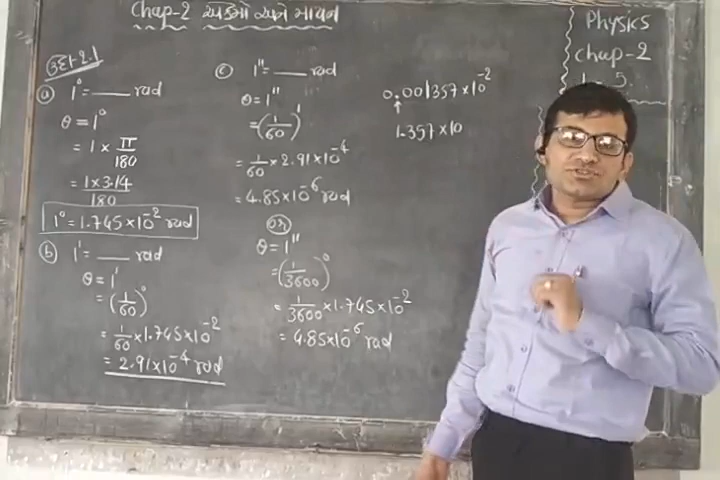 Chap-2 એકમો અને માપન
Physics
chap-2
L-5.
ઉદા-2.1
(a) 1° = ___ rad
θ = 1°
= 1 × π/180
= 1×3.14/180
1° = 1.745×10⁻² rad
(b) 1' = ___ rad
θ = 1'
= (1/60)°
= 1/60 × 1.745×10⁻²
= 2.91×10⁻⁴ rad
(c) 1" = ___ rad
θ = 1"
= (1/60)'
= 1/60 × 2.91×10⁻⁴
= 4.85×10⁻⁶ rad
OR
θ = 1"
= (1/3600)°
= 1/3600 × 1.745×10⁻²
= 4.85×10⁻⁶ rad
0.001357×10⁻²
1.357×10